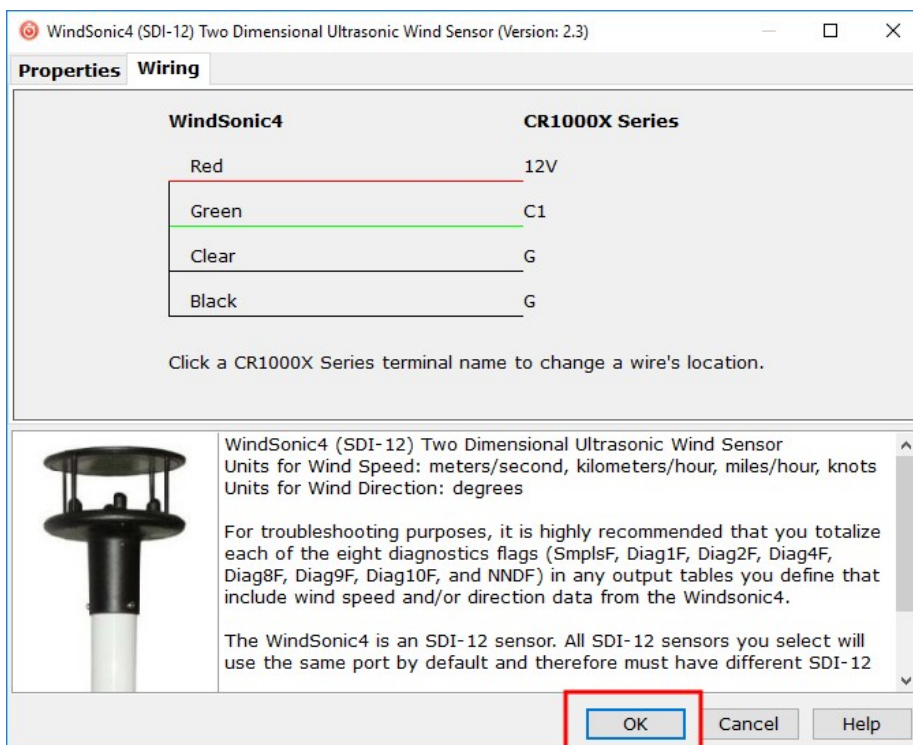 WindSonic4 (SDI-12) Two Dimensional Ultrasonic Wind Sensor (Version: 2.3)
Properties Wiring
WindSonic4 CR1000X Series
Red 12V
Green C1
Clear G
Black G
Click a CR1000X Series terminal name to change a wire's location.
WindSonic4 (SDI-12) Two Dimensional Ultrasonic Wind Sensor
Units for Wind Speed: meters/second, kilometers/hour, miles/hour, knots
Units for Wind Direction: degrees
For troubleshooting purposes, it is highly recommended that you totalize
each of the eight diagnostics flags (SmplsF, Diag1F, Diag2F, Diag4F,
Diag8F, Diag9F, Diag10F, and NNDF) in any output tables you define that
include wind speed and/or direction data from the Windsonic4.
The WindSonic4 is an SDI-12 sensor. All SDI-12 sensors you select will
use the same port by default and therefore must have different SDI-12
OK Cancel Help